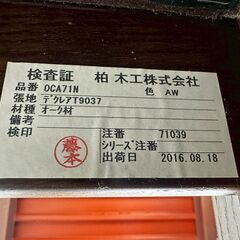 検査証 柏木工株式会社
品番 OCA71N 色 AW
張地 ﾃﾞｸﾚｱT9037
材種 オーク材
備考
検印 注番 71039
藤本 シリーズ注番
出荷日 2016.08.18